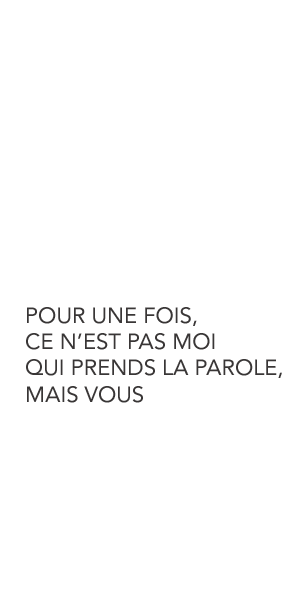 POUR UNE FOIS,
CE N’EST PAS MOI
QUI PRENDS LA PAROLE,
MAIS VOUS